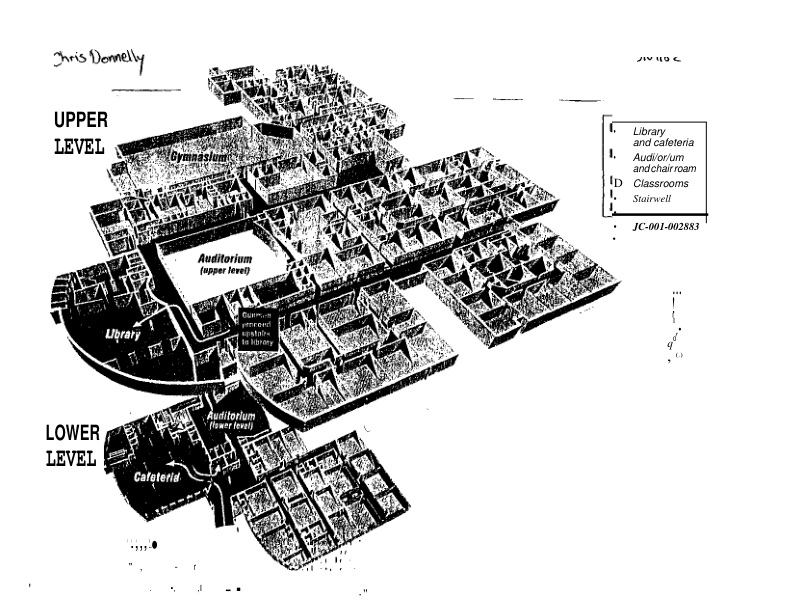 Chris Donnelly
UPPER
LEVEL
Library
and cafeteria
Audi/or/um
and chair roam
D Classrooms
Stairwell
JC-001-002883
Gymnasium
Auditorium
(upper level)
Library
Gunmen
proceed
upstairs
to library
Auditorium
(lower level)
LOWER
LEVEL
Cafeteria